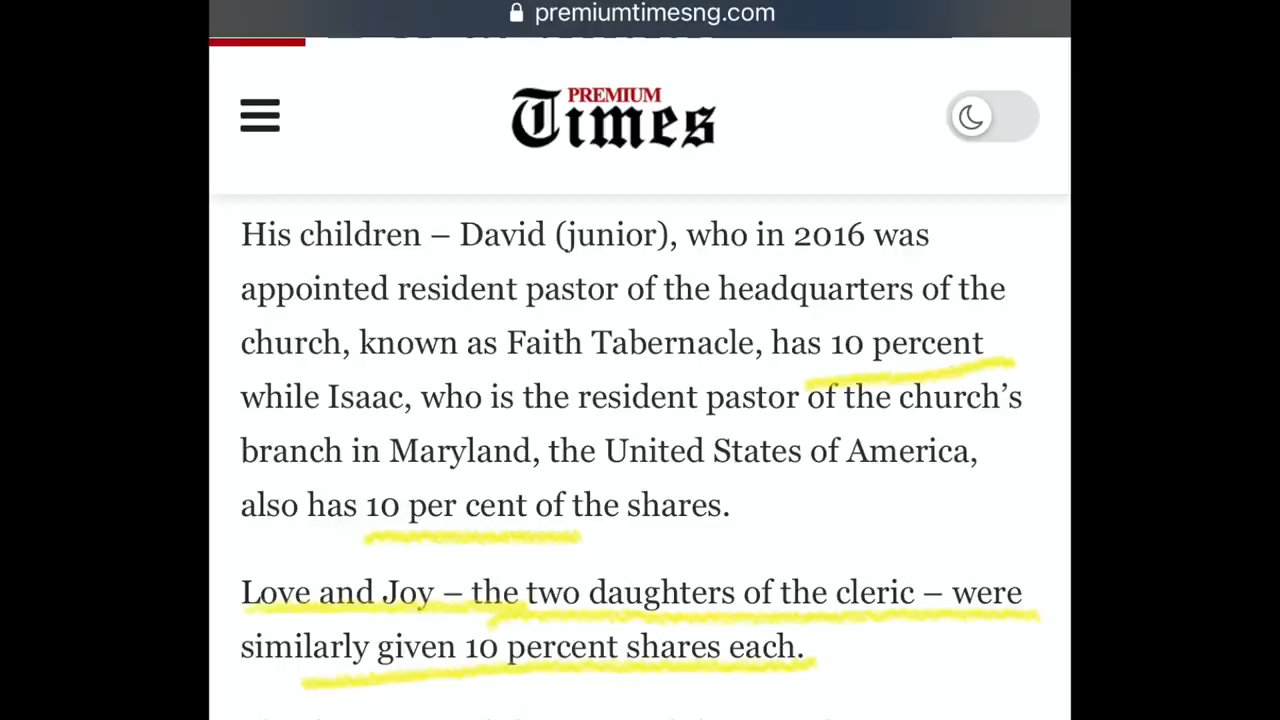 premiumtimesng.com
PREMIUM
Times
His children – David (junior), who in 2016 was
appointed resident pastor of the headquarters of the
church, known as Faith Tabernacle, has 10 percent
while Isaac, who is the resident pastor of the church’s
branch in Maryland, the United States of America,
also has 10 per cent of the shares.
Love and Joy – the two daughters of the cleric – were
similarly given 10 percent shares each.